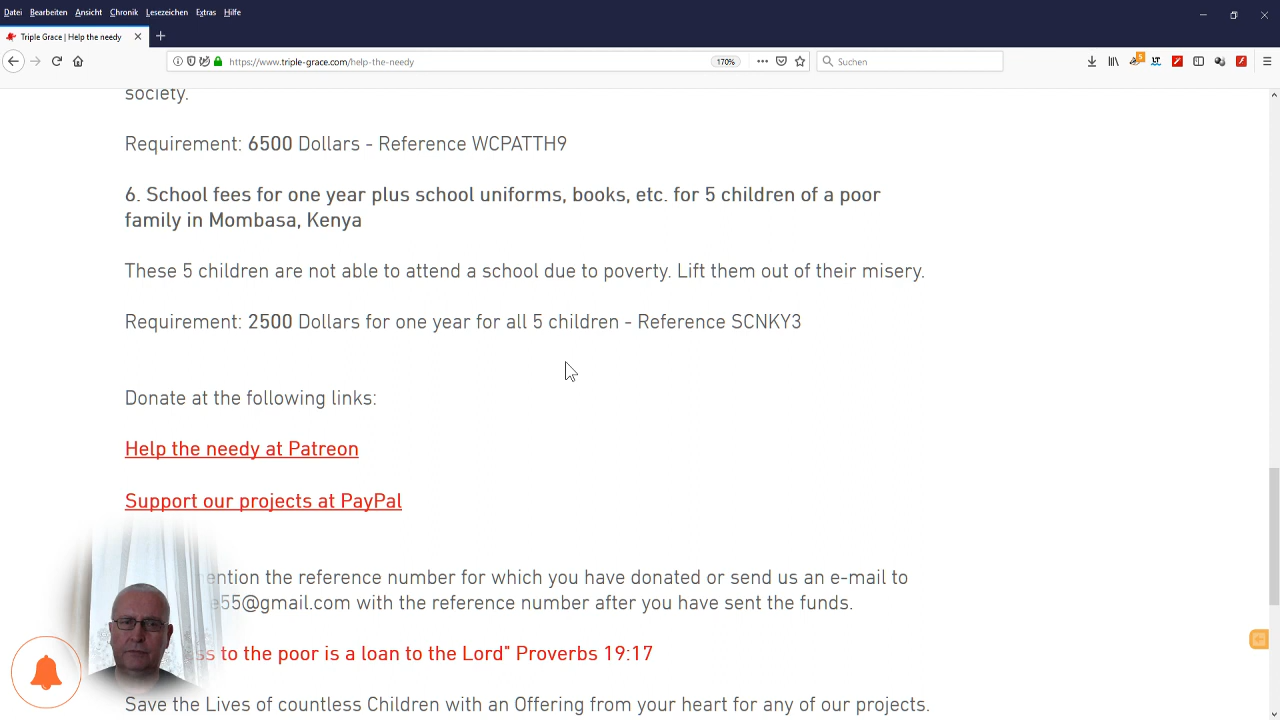 Datei Bearbeiten Ansicht Chronik Lesezeichen Extras Hilfe
Triple Grace | Help the needy
https://www.triple-grace.com/help-the-needy 170% Suchen
society.
Requirement: 6500 Dollars - Reference WCPATTH9
6. School fees for one year plus school uniforms, books, etc. for 5 children of a poor
family in Mombasa, Kenya
These 5 children are not able to attend a school due to poverty. Lift them out of their misery.
Requirement: 2500 Dollars for one year for all 5 children - Reference SCNKY3
Donate at the following links:
Help the needy at Patreon
Support our projects at PayPal
the reference number for which you have donated or send us an e-mail to
e55@gmail.com with the reference number after you have sent the funds.
to the poor is a loan to the Lord" Proverbs 19:17
Save the Lives of countless Children with an Offering from your heart for any of our projects.